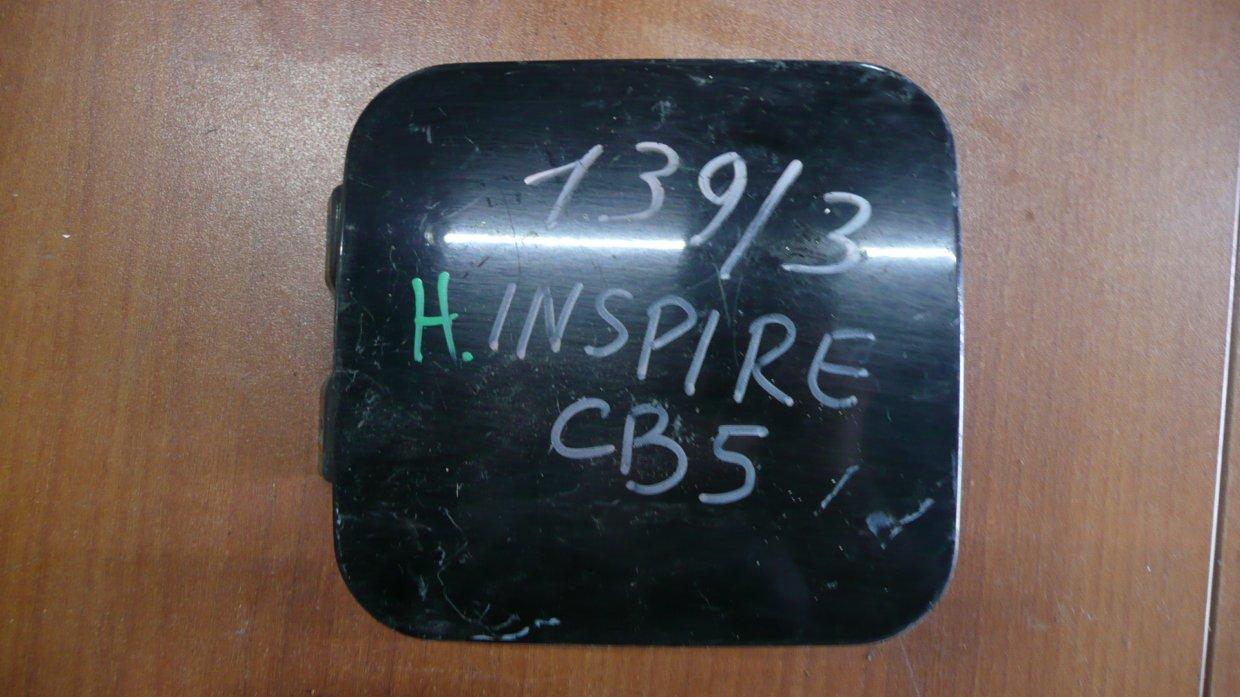 139/3
H. INSPIRE
CB5